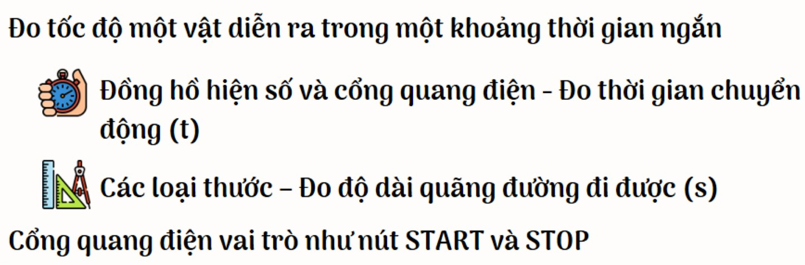 Đo tốc độ một vật diễn ra trong một khoảng thời gian ngắn
Đồng hồ hiện số và cổng quang điện - Đo thời gian chuyển
động (t)
Các loại thước – Đo độ dài quãng đường đi được (s)
Cổng quang điện vai trò như nút START và STOP